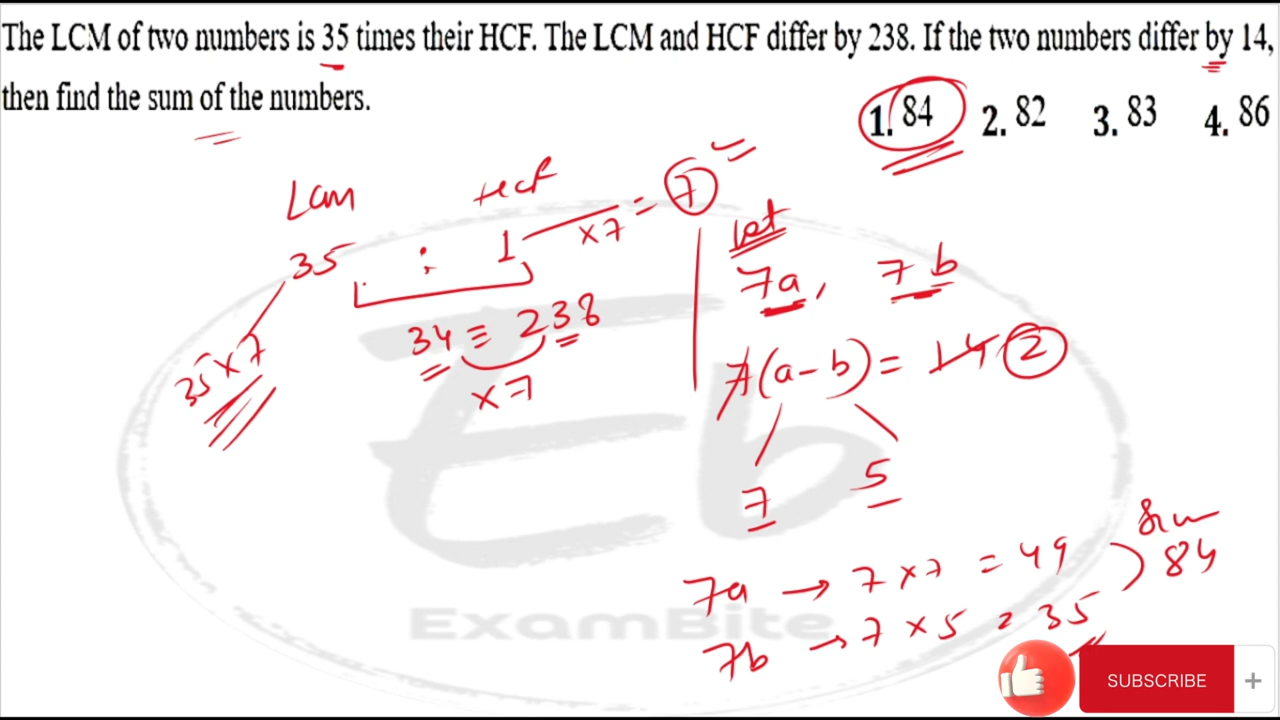 The LCM of two numbers is 35 times their HCF. The LCM and HCF differ by 238. If the two numbers differ by 14,
then find the sum of the numbers.
1. 84 2. 82 3. 83 4. 86
Lcm HCF
35 : 1 ×7 = 7
34 ≡ 238
×7
35×7
Let
7a, 7b
7(a-b) = 14 2
7 5
7a → 7×7 = 49
7b → 7×5 = 35
Sum
84
ExamBite
SUBSCRIBE +